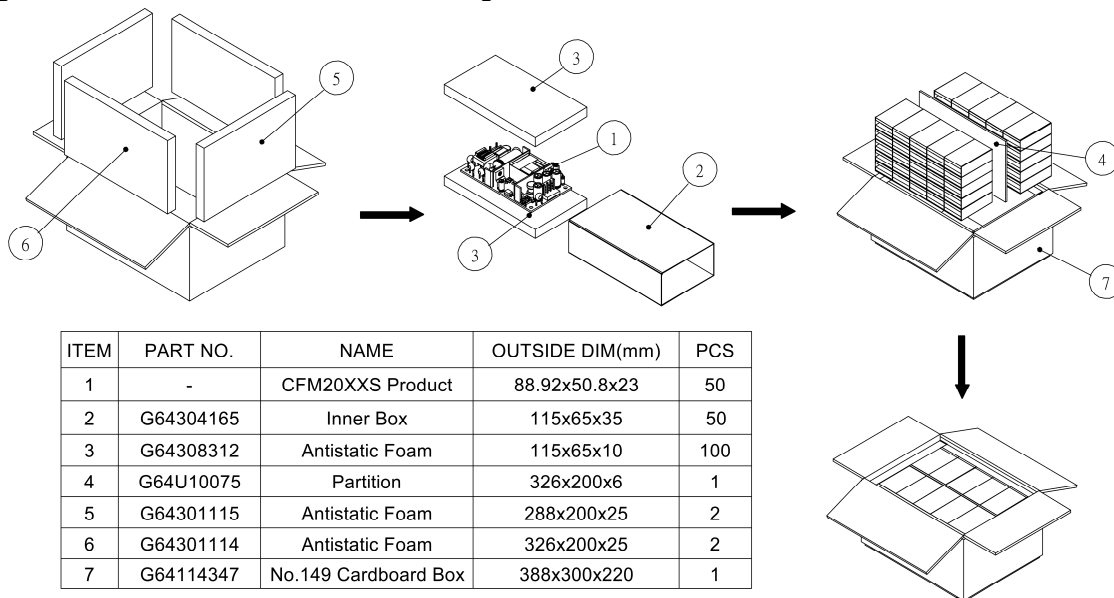 5
3
1
2
4
3
6
7
ITEM PART NO. NAME OUTSIDE DIM(mm) PCS
1 - CFM20XXS Product 88.92x50.8x23 50
2 G64304165 Inner Box 115x65x35 50
3 G64308312 Antistatic Foam 115x65x10 100
4 G64U10075 Partition 326x200x6 1
5 G64301115 Antistatic Foam 288x200x25 2
6 G64301114 Antistatic Foam 326x200x25 2
7 G64114347 No.149 Cardboard Box 388x300x220 1